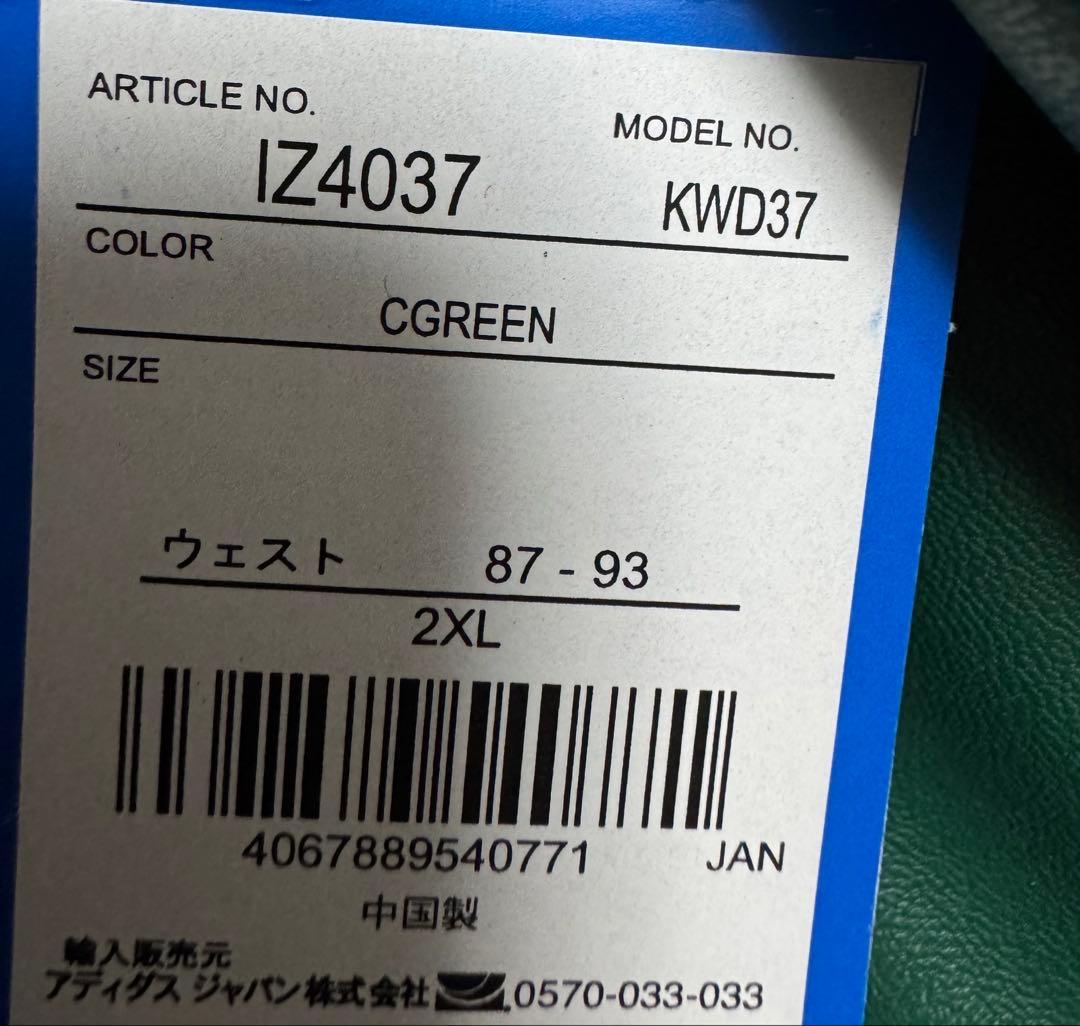 ARTICLE NO.
MODEL NO.
IZ4037
KWD37
COLOR
CGREEN
SIZE
ウェスト 87 - 93
2XL
4067889540771 JAN
中国製
輸入販売元
アディダス ジャパン株式会社 0570-033-033